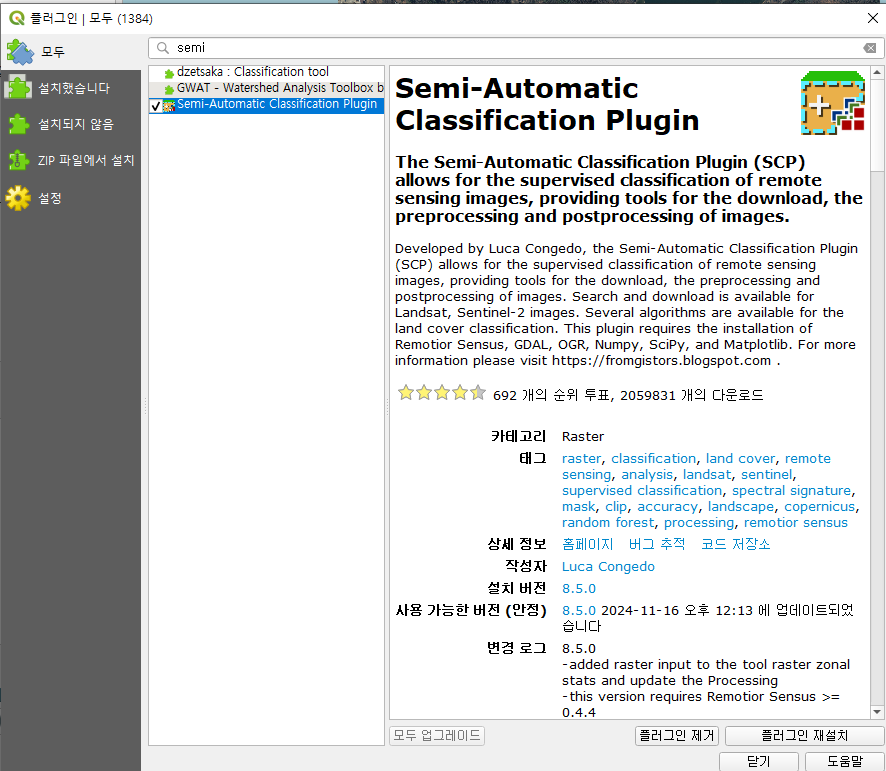 플러그인 | 모두 (1384)
모두
semi
설치했습니다
설치되지 않음
ZIP 파일에서 설치
설정
dzetsaka : Classification tool
GWAT - Watershed Analysis Toolbox b
Semi-Automatic Classification Plugin
Semi-Automatic
Classification Plugin
The Semi-Automatic Classification Plugin (SCP)
allows for the supervised classification of remote
sensing images, providing tools for the download, the
preprocessing and postprocessing of images.
Developed by Luca Congedo, the Semi-Automatic Classification Plugin
(SCP) allows for the supervised classification of remote sensing
images, providing tools for the download, the preprocessing and
postprocessing of images. Search and download is available for
Landsat, Sentinel-2 images. Several algorithms are available for the
land cover classification. This plugin requires the installation of
Remotior Sensus, GDAL, OGR, Numpy, SciPy, and Matplotlib. For more
information please visit https://fromgistors.blogspot.com .
692 개의 순위 투표, 2059831 개의 다운로드
카테고리 Raster
태그 raster, classification, land cover, remote
sensing, analysis, landsat, sentinel,
supervised classification, spectral signature,
mask, clip, accuracy, landscape, copernicus,
random forest, processing, remotior sensus
상세 정보 홈페이지 버그 추적 코드 저장소
작성자 Luca Congedo
설치 버전 8.5.0
사용 가능한 버전 (안정) 8.5.0 2024-11-16 오후 12:13 에 업데이트되었
습니다
변경 로그 8.5.0
-added raster input to the tool raster zonal
stats and update the Processing
-this version requires Remotior Sensus >=
0.4.4
모두 업그레이드 플러그인 제거 플러그인 재설치
닫기 도움말